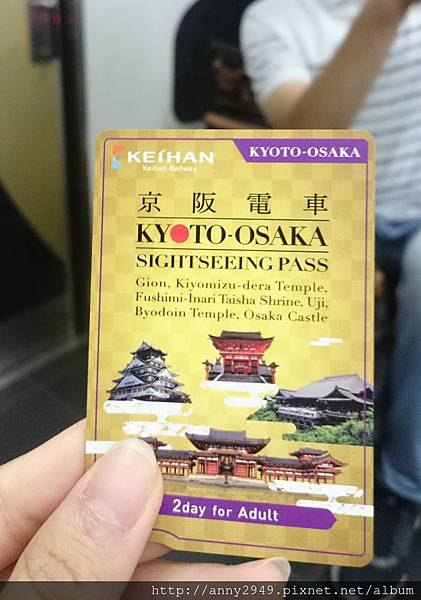 KEIHAN
Keihan Railway
KYOTO-OSAKA
京阪電車
KYOTO-OSAKA
SIGHTSEEING PASS
Gion, Kiyomizu-dera Temple,
Fushimi-Inari Taisha Shrine, Uji,
Byodoin Temple, Osaka Castle
2day for Adult
http://anny2949.pixnet.net/album